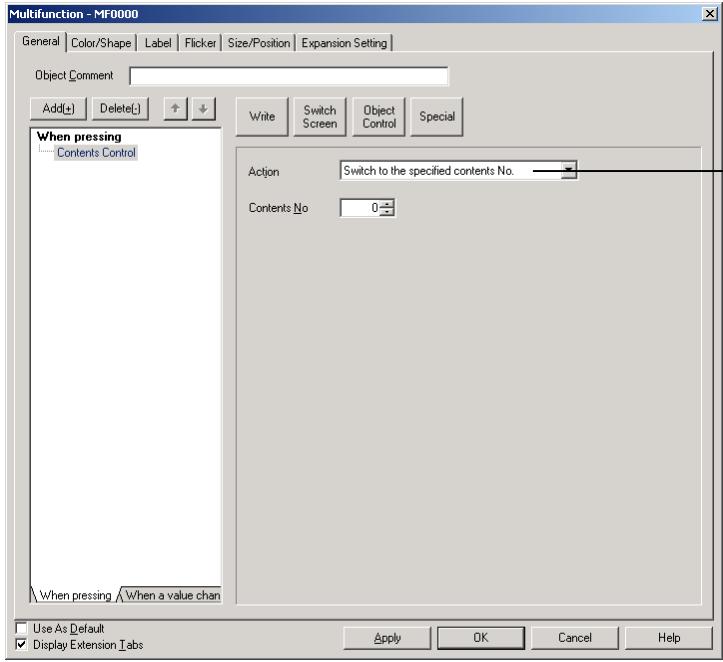 Multifunction - MF0000
General Color/Shape Label Flicker Size/Position Expansion Setting
Object Comment
Add(+) Delete(-)
Write Switch Screen Object Control Special
When pressing
Contents Control
Action Switch to the specified contents No.
Contents No 0
When pressing When a value chan
Use As Default
Display Extension Tabs
Apply OK Cancel Help